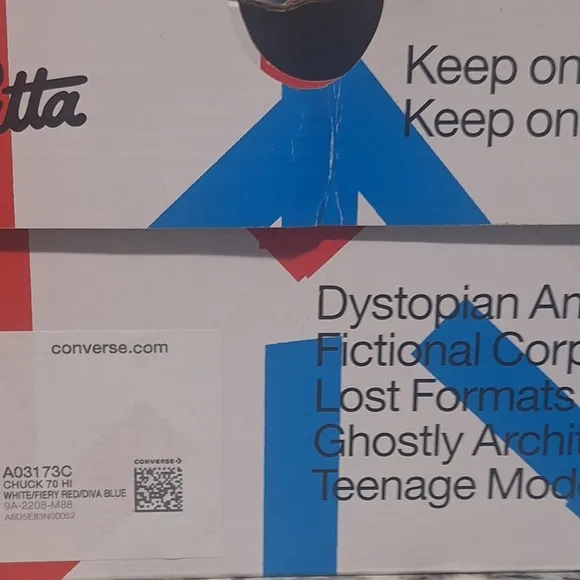 tta
Keep on
Keep on
Dystopian An
Fictional Corp
Lost Formats
Ghostly Archit
Teenage Mod
converse.com
CONVERSE
A03173C
CHUCK 70 HI
WHITE/FIERY RED/DIVA BLUE
9A-2208-M88
A8D5E83N00052